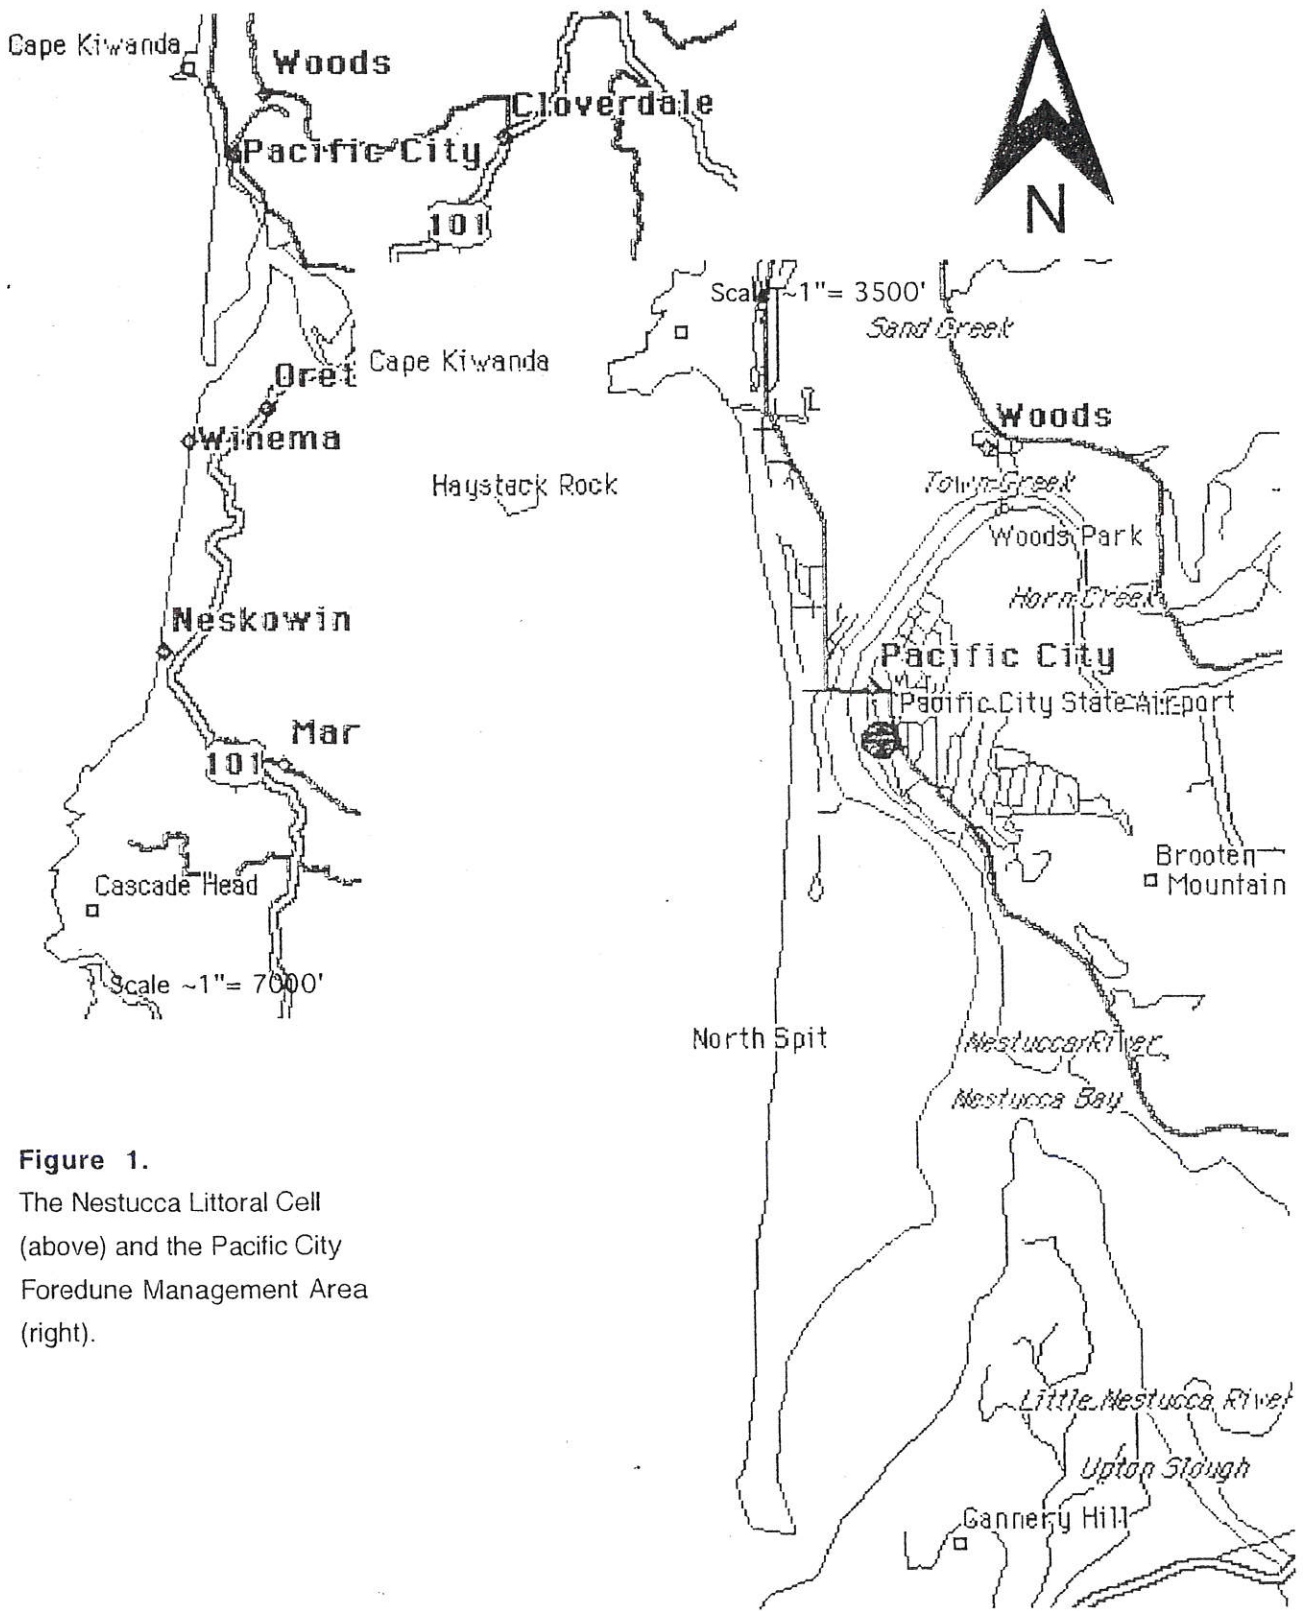 Cape Kiwanda
Woods
Cloverdale
Pacific City
101
Oret
Winema
Neskowin
Mar
101
Cascade Head
Scale ~1"= 7000'
N
Scale ~1"= 3500'
Sand Creek
Cape Kiwanda
Woods
Haystack Rock
Town Creek
Woods Park
Horn Creek
Pacific City
Pacific City State Airport
Brooten
Mountain
North Spit
Nestucca River
Nestucca Bay
Little Nestucca River
Upton Slough
Cannery Hill
Figure 1.
The Nestucca Littoral Cell
(above) and the Pacific City
Foredune Management Area
(right).